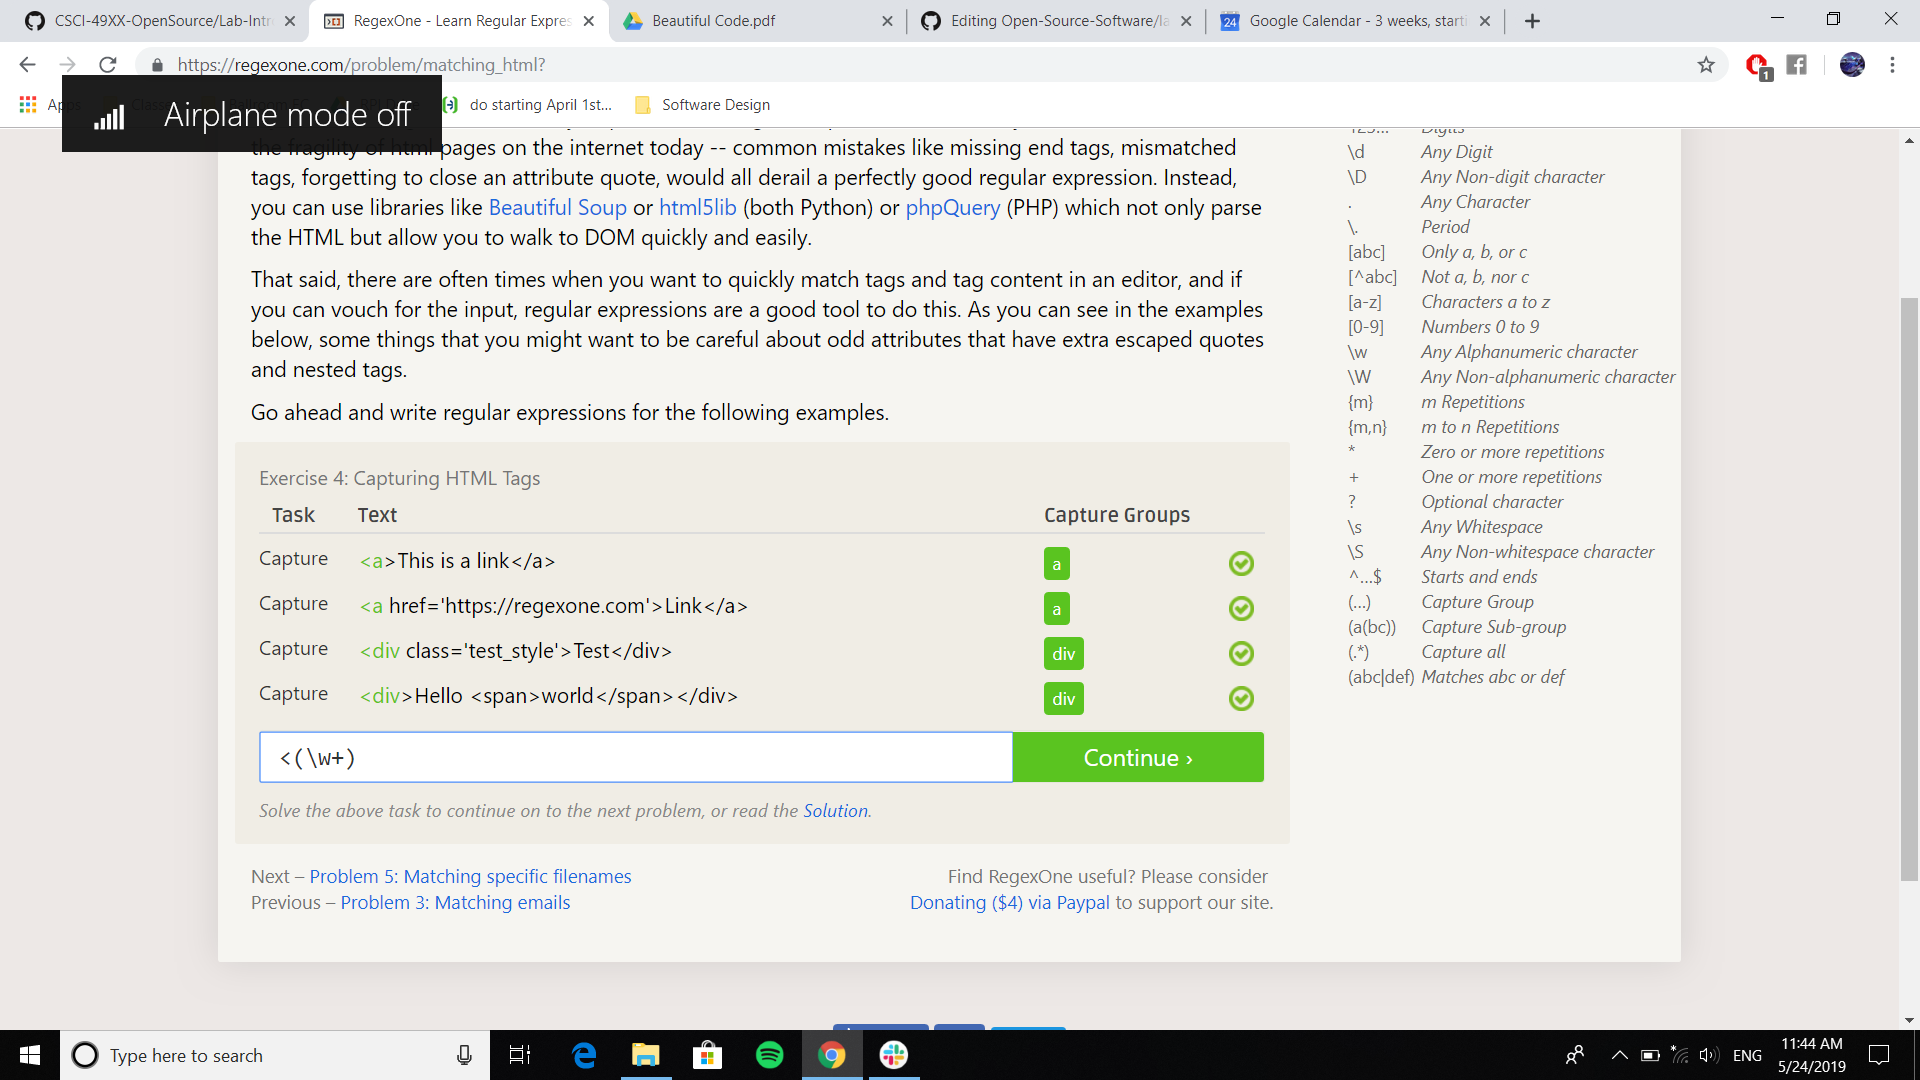 CSCI-49XX-OpenSource/Lab-Intr
RegexOne - Learn Regular Expres
Beautiful Code.pdf
Editing Open-Source-Software/la
24
Google Calendar - 3 weeks, starti
https://regexone.com/problem/matching_html?
1
Airplane mode off
do starting April 1st...
Software Design
the fragility of html pages on the internet today -- common mistakes like missing end tags, mismatched
tags, forgetting to close an attribute quote, would all derail a perfectly good regular expression. Instead,
you can use libraries like Beautiful Soup or html5lib (both Python) or phpQuery (PHP) which not only parse
the HTML but allow you to walk to DOM quickly and easily.
That said, there are often times when you want to quickly match tags and tag content in an editor, and if
you can vouch for the input, regular expressions are a good tool to do this. As you can see in the examples
below, some things that you might want to be careful about odd attributes that have extra escaped quotes
and nested tags.
Go ahead and write regular expressions for the following examples.
Exercise 4: Capturing HTML Tags
Task Text Capture Groups
Capture <a>This is a link</a> a
Capture <a href='https://regexone.com'>Link</a> a
Capture <div class='test_style'>Test</div> div
Capture <div>Hello <span>world</span></div> div
<(\w+)
Continue ›
Solve the above task to continue on to the next problem, or read the Solution.
Next – Problem 5: Matching specific filenames
Previous – Problem 3: Matching emails
Find RegexOne useful? Please consider
Donating ($4) via Paypal to support our site.
123... Digits
\d Any Digit
\D Any Non-digit character
. Any Character
\. Period
[abc] Only a, b, or c
[^abc] Not a, b, nor c
[a-z] Characters a to z
[0-9] Numbers 0 to 9
\w Any Alphanumeric character
\W Any Non-alphanumeric character
{m} m Repetitions
{m,n} m to n Repetitions
* Zero or more repetitions
+ One or more repetitions
? Optional character
\s Any Whitespace
\S Any Non-whitespace character
^...$ Starts and ends
(...) Capture Group
(a(bc)) Capture Sub-group
(.*) Capture all
(abc|def) Matches abc or def
Type here to search
ENG
11:44 AM
5/24/2019